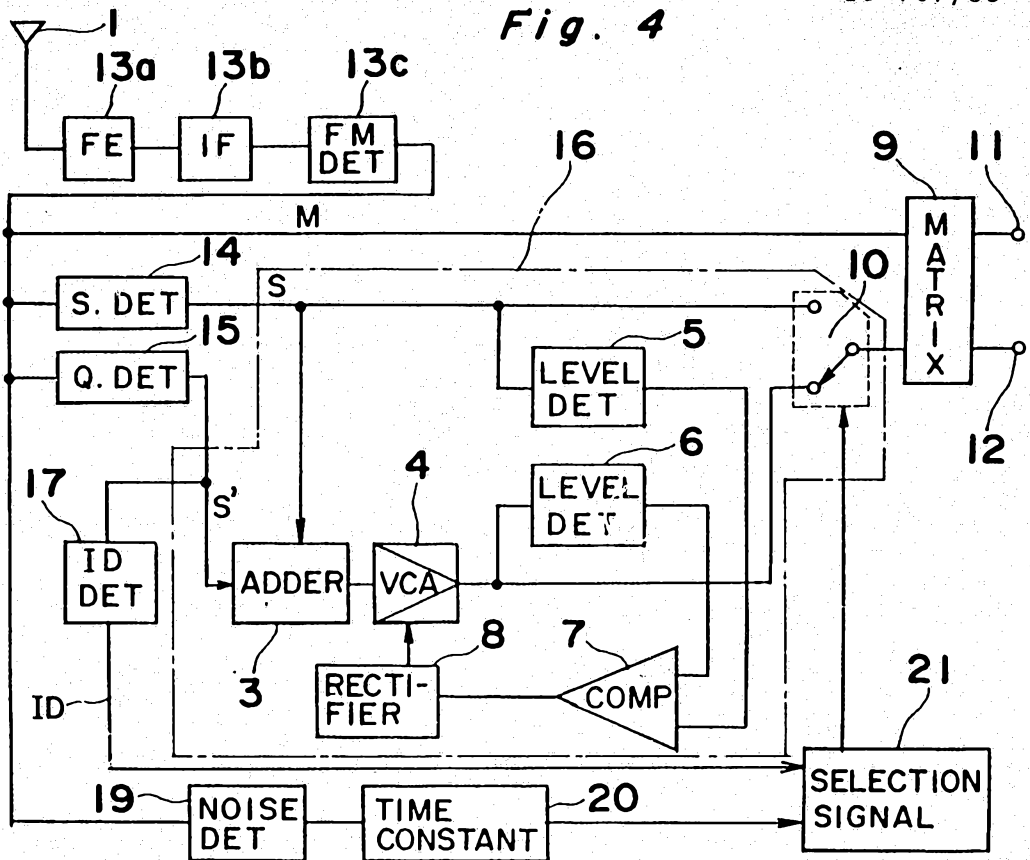 Fig. 4
1
13a 13b 13c
FE
IF
FM
DET
16
9
11
M
MATRIX
14
S
10
S. DET
15
5
Q. DET
LEVEL
DET
12
6
17
4
LEVEL
DET
S'
ID
DET
ADDER
VCA
8
7
21
3
RECTI-
FIER
COMP
ID
SELECTION
SIGNAL
19
20
NOISE
DET
TIME
CONSTANT